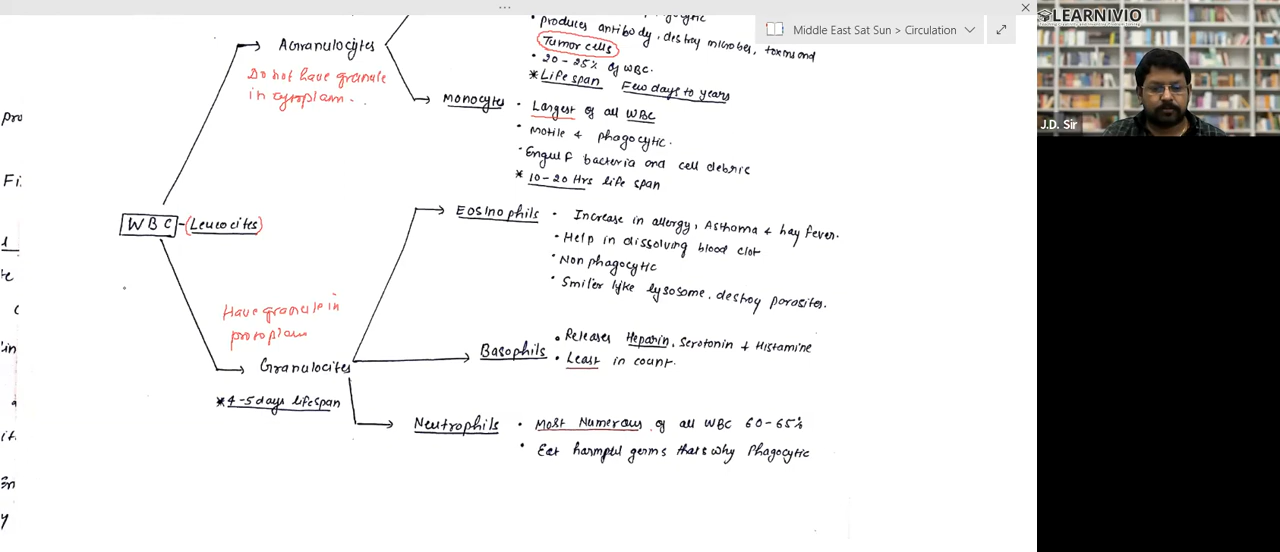 LEARNIVIO
Middle East Sat Sun > Circulation
J.D. Sir
• produces antibody, destroy microbes, toxins and
Tumor cells
• 20-25% of WBC.
* Life span Few days to years
Agranulocytes
Do not have granule
in cytoplam...
Monocytes
• Largest of all WBC
• Motile & phagocytic.
• Engulf bacteria and cell debris
* 10-20 Hrs life span
WBC - (Leucocites)
Eosinophils
• Increase in allergy, Asthoma & hay fever.
• Help in dissolving blood clot
• Non phagocytic
• Smiler lyke lysosome, destroy parasites.
Have granule in
protoplam
Granulocites
* 4-5 days lifespan
Basophils
• Releases Heparin, Serotonin & Histamine
• Least in count.
Neutrophils
• Most Numerous of all WBC 60-65%
• Eat harmful germs that's why Phagocytic
pro
Fi